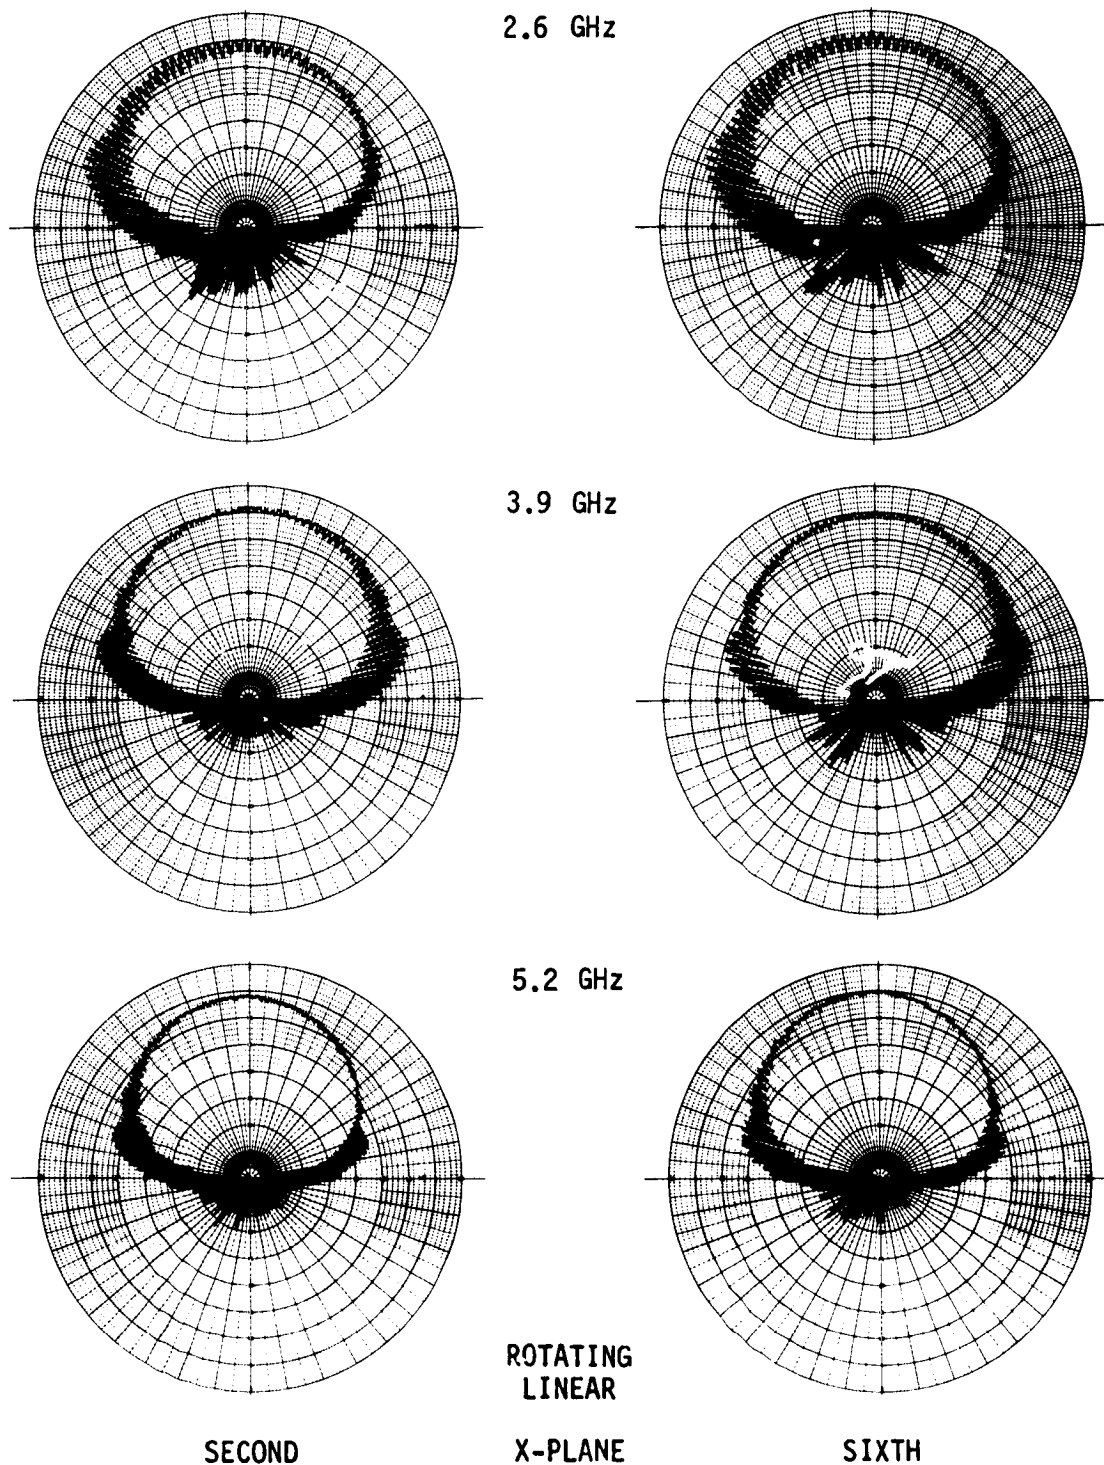 2.6 GHz
3.9 GHz
5.2 GHz
ROTATING
LINEAR
SECOND X-PLANE SIXTH